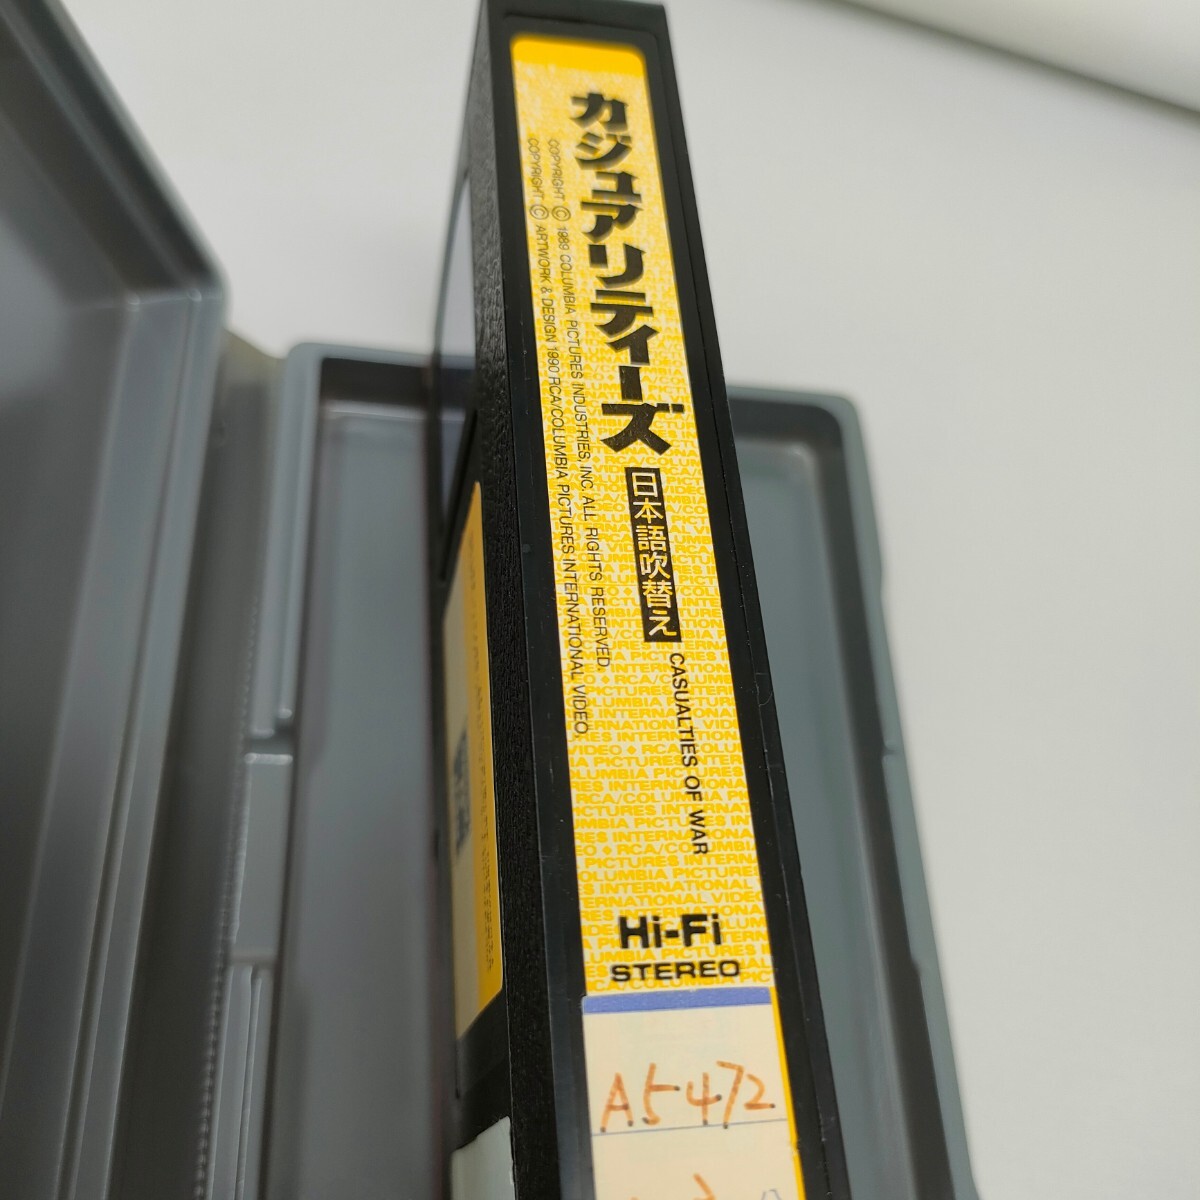 カジュアリティーズ
日本語吹替え
CASUALTIES OF WAR
COPYRIGHT © 1989 COLUMBIA PICTURES INDUSTRIES, INC. ALL RIGHTS RESERVED.
COPYRIGHT © ARTWORK & DESIGN 1990 RCA/COLUMBIA PICTURES INTERNATIONAL VIDEO.
Hi-Fi
STEREO
A5472